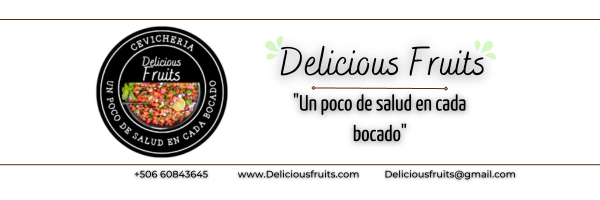 CEVICHERIA
Delicious
Fruits
UN POCO DE SALUD EN CADA BOCADO
Delicious Fruits
"Un poco de salud en cada
bocado"
+506 60843645 www.Deliciousfruits.com Deliciousfruits@gmail.com